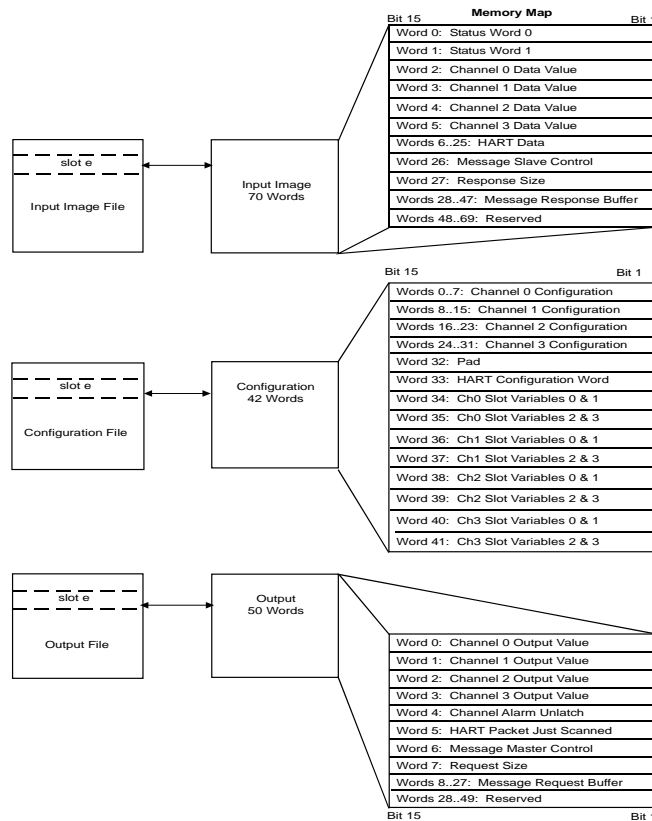 Memory Map
Bit 15 Bit 1
Word 0: Status Word 0
Word 1: Status Word 1
Word 2: Channel 0 Data Value
Word 3: Channel 1 Data Value
Word 4: Channel 2 Data Value
Word 5: Channel 3 Data Value
Words 6..25: HART Data
Word 26: Message Slave Control
Word 27: Response Size
Words 28..47: Message Response Buffer
Words 48..69: Reserved
slot e
Input Image File
Input Image
70 Words
Bit 15 Bit 1
Words 0..7: Channel 0 Configuration
Words 8..15: Channel 1 Configuration
Words 16..23: Channel 2 Configuration
Words 24..31: Channel 3 Configuration
Word 32: Pad
Word 33: HART Configuration Word
Word 34: Ch0 Slot Variables 0 & 1
Word 35: Ch0 Slot Variables 2 & 3
Word 36: Ch1 Slot Variables 0 & 1
Word 37: Ch1 Slot Variables 2 & 3
Word 38: Ch2 Slot Variables 0 & 1
Word 39: Ch2 Slot Variables 2 & 3
Word 40: Ch3 Slot Variables 0 & 1
Word 41: Ch3 Slot Variables 2 & 3
slot e
Configuration File
Configuration
42 Words
slot e
Output File
Output
50 Words
Word 0: Channel 0 Output Value
Word 1: Channel 1 Output Value
Word 2: Channel 2 Output Value
Word 3: Channel 3 Output Value
Word 4: Channel Alarm Unlatch
Word 5: HART Packet Just Scanned
Word 6: Message Master Control
Word 7: Request Size
Words 8..27: Message Request Buffer
Words 28..49: Reserved
Bit 15 Bit 1